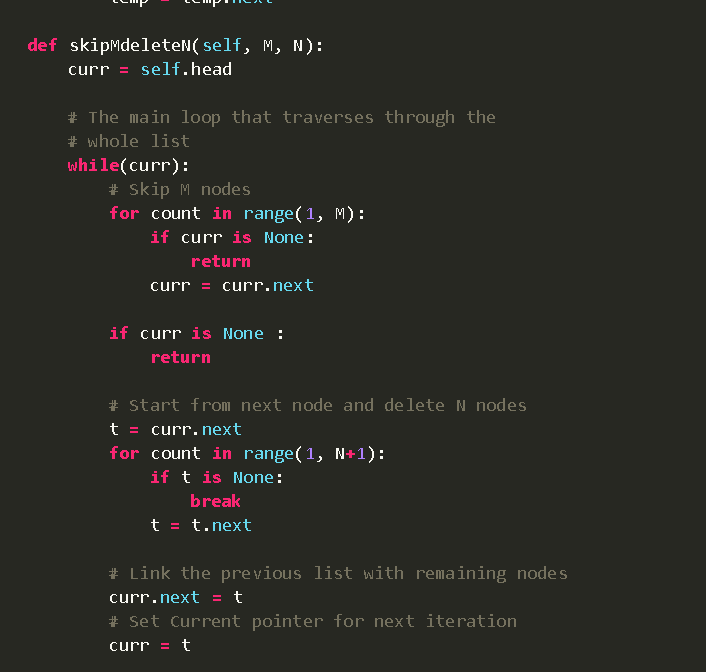 temp = temp.next
def skipMdeleteN(self, M, N):
curr = self.head
# The main loop that traverses through the
# whole list
while(curr):
# Skip M nodes
for count in range(1, M):
if curr is None:
return
curr = curr.next
if curr is None :
return
# Start from next node and delete N nodes
t = curr.next
for count in range(1, N+1):
if t is None:
break
t = t.next
# Link the previous list with remaining nodes
curr.next = t
# Set Current pointer for next iteration
curr = t